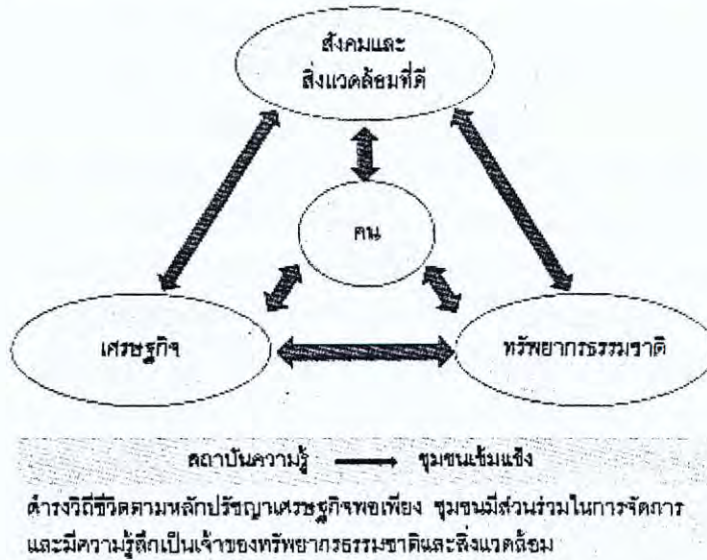 สังคมและ
สิ่งแวดล้อมที่ดี
คน
เศรษฐกิจ
ทรัพยากรธรรมชาติ
สถาบันความรู้ ⟶ ชุมชนเข้มแข็ง
ดำรงวิถีชีวิตตามหลักปรัชญาเศรษฐกิจพอเพียง ชุมชนมีส่วนร่วมในการจัดการ
และมีความรู้สึกเป็นเจ้าของทรัพยากรธรรมชาติและสิ่งแวดล้อม